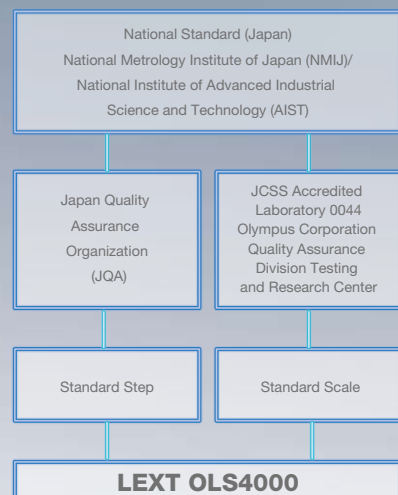 National Standard (Japan)
National Metrology Institute of Japan (NMIJ)/
National Institute of Advanced Industrial
Science and Technology (AIST)
Japan Quality
Assurance
Organization
(JQA)
JCSS Accredited
Laboratory 0044
Olympus Corporation
Quality Assurance
Division Testing
and Research Center
Standard Step
Standard Scale
LEXT OLS4000